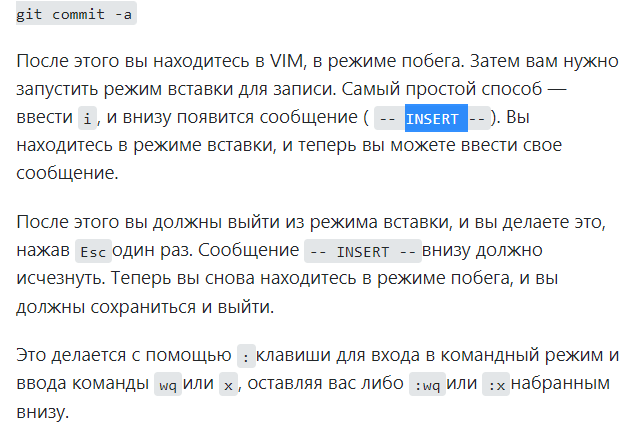 git commit -a
После этого вы находитесь в VIM, в режиме побега. Затем вам нужно
запустить режим вставки для записи. Самый простой способ —
ввести i, и внизу появится сообщение ( -- INSERT --). Вы
находитесь в режиме вставки, и теперь вы можете ввести свое
сообщение.
После этого вы должны выйти из режима вставки, и вы делаете это,
нажав Esc один раз. Сообщение -- INSERT -- внизу должно
исчезнуть. Теперь вы снова находитесь в режиме побега, и вы
должны сохраниться и выйти.
Это делается с помощью : клавиши для входа в командный режим и
ввода команды wq или x, оставляя вас либо :wq или :x набранным
внизу.